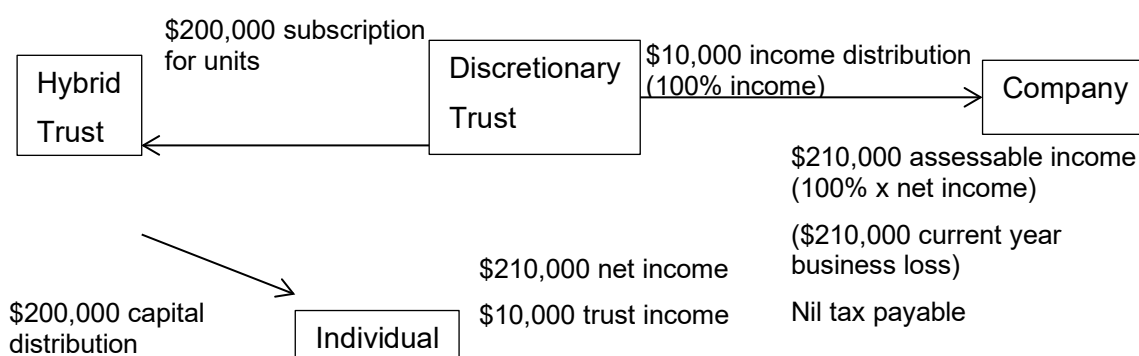 $200,000 subscription
for units
Hybrid
Trust
Discretionary
Trust
$10,000 income distribution
(100% income)
Company
$210,000 assessable income
(100% x net income)
($210,000 current year
business loss)
Nil tax payable
$210,000 net income
$10,000 trust income
$200,000 capital
distribution
Individual